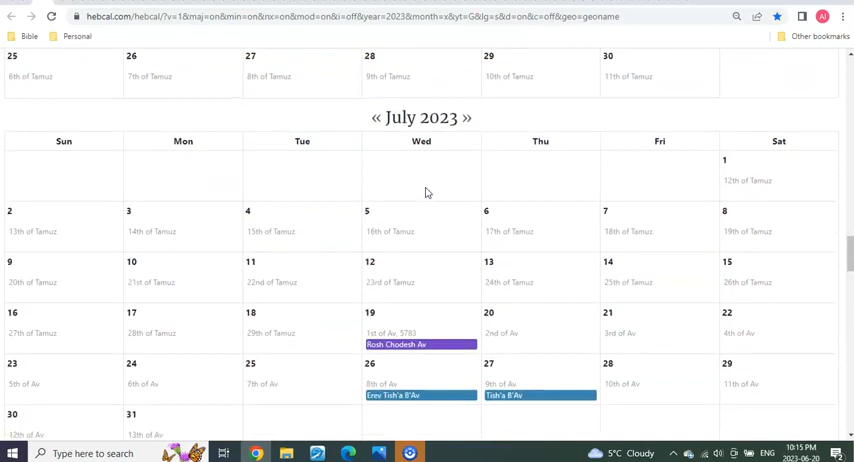 hebcal.com/hebcal/?v=1&maj=on&min=on&nx=on&mod=on&i=off&year=2023&month=x&yt=G&lg=s&d=on&c=off&geo=geoname
AI
Bible Personal Other bookmarks
25 26 27 28 29 30
6th of Tamuz 7th of Tamuz 8th of Tamuz 9th of Tamuz 10th of Tamuz 11th of Tamuz
« July 2023 »
Sun Mon Tue Wed Thu Fri Sat
1
12th of Tamuz
2 3 4 5 6 7 8
13th of Tamuz 14th of Tamuz 15th of Tamuz 16th of Tamuz 17th of Tamuz 18th of Tamuz 19th of Tamuz
9 10 11 12 13 14 15
20th of Tamuz 21st of Tamuz 22nd of Tamuz 23rd of Tamuz 24th of Tamuz 25th of Tamuz 26th of Tamuz
16 17 18 19 20 21 22
27th of Tamuz 28th of Tamuz 29th of Tamuz 1st of Av, 5783 2nd of Av 3rd of Av 4th of Av
Rosh Chodesh Av
23 24 25 26 27 28 29
5th of Av 6th of Av 7th of Av 8th of Av 9th of Av 10th of Av 11th of Av
Erev Tish'a B'Av Tish'a B'Av
30 31
12th of Av 13th of Av
Type here to search 5°C Cloudy ENG 10:15 PM
2023-06-20
2